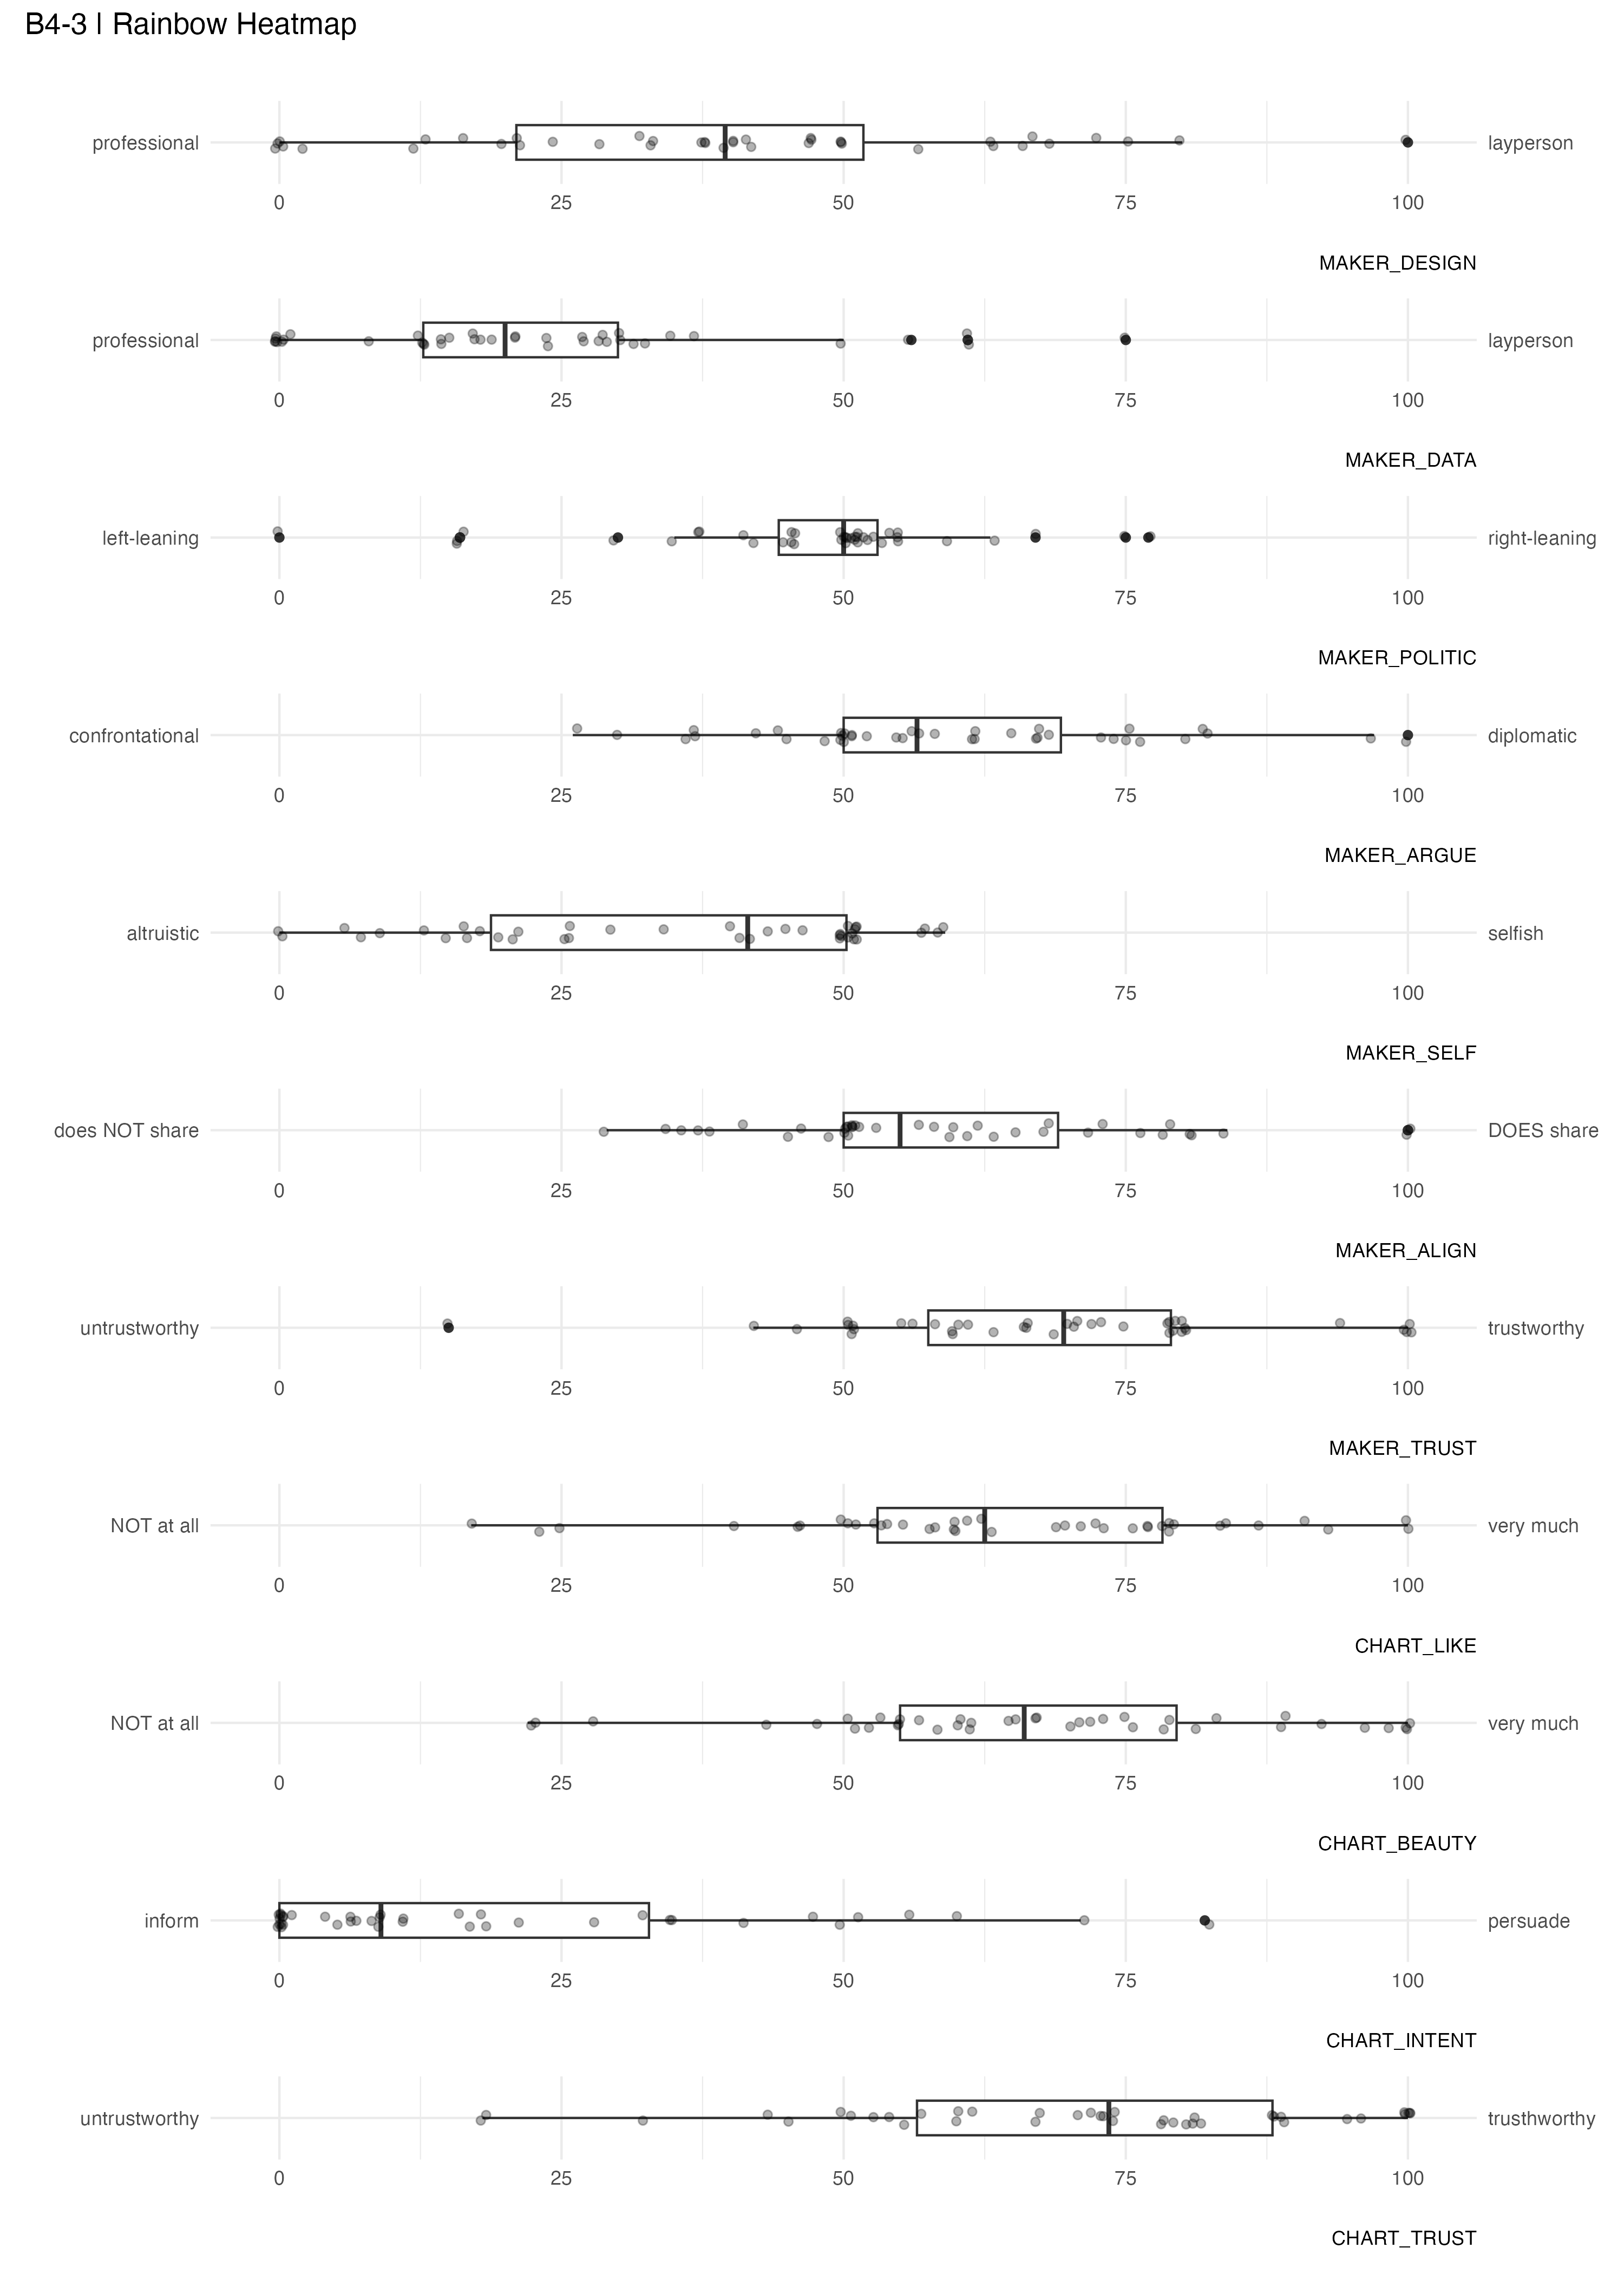 B4-3 | Rainbow Heatmap
professional layperson
0 25 50 75 100
MAKER_DESIGN
professional layperson
0 25 50 75 100
MAKER_DATA
left-leaning right-leaning
0 25 50 75 100
MAKER_POLITIC
confrontational diplomatic
0 25 50 75 100
MAKER_ARGUE
altruistic selfish
0 25 50 75 100
MAKER_SELF
does NOT share DOES share
0 25 50 75 100
MAKER_ALIGN
untrustworthy trustworthy
0 25 50 75 100
MAKER_TRUST
NOT at all very much
0 25 50 75 100
CHART_LIKE
NOT at all very much
0 25 50 75 100
CHART_BEAUTY
inform persuade
0 25 50 75 100
CHART_INTENT
untrustworthy trusthworthy
0 25 50 75 100
CHART_TRUST